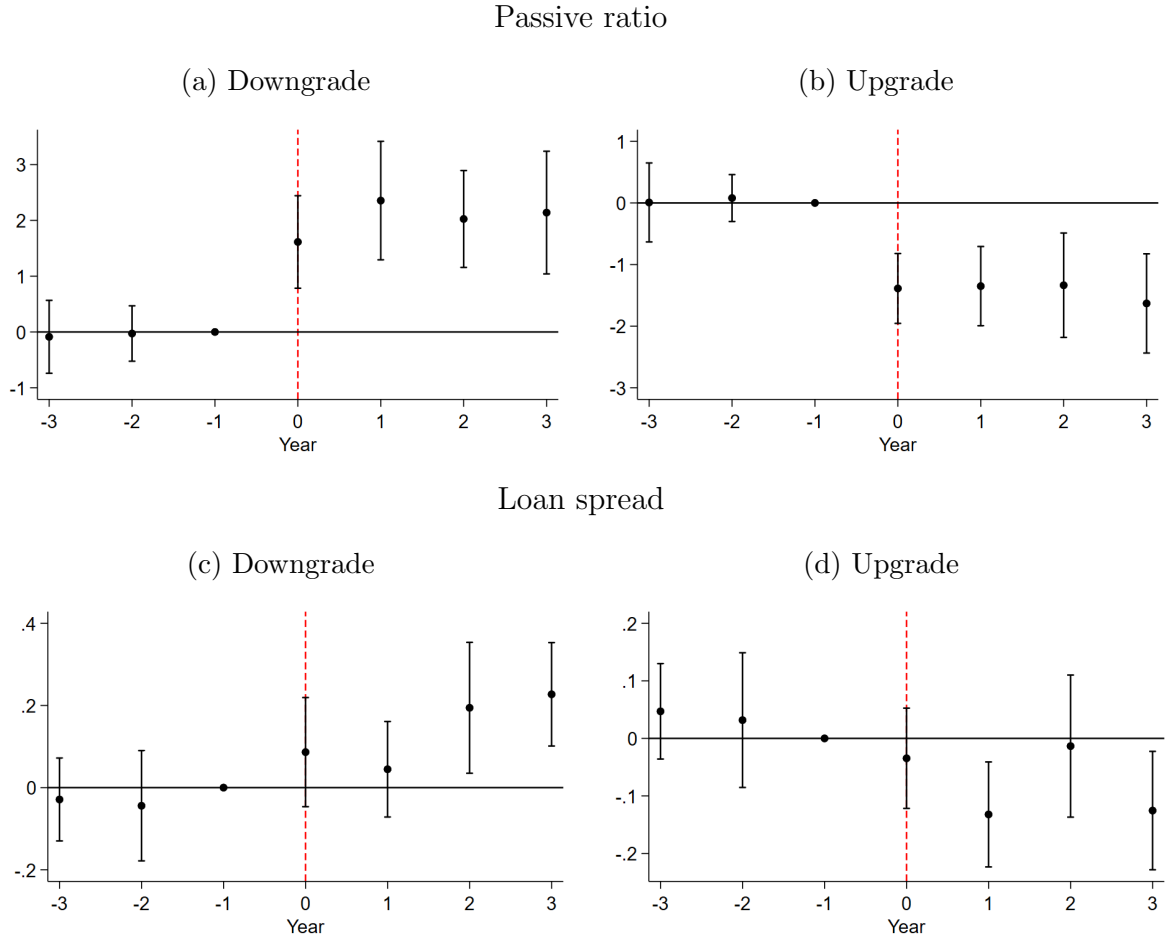 Passive ratio
(a) Downgrade
(b) Upgrade
3
2
1
0
-1
-3 -2 -1 0 1 2 3
Year
1
0
-1
-2
-3
-3 -2 -1 0 1 2 3
Year
Loan spread
(c) Downgrade
(d) Upgrade
.4
.2
0
-.2
-3 -2 -1 0 1 2 3
Year
.2
.1
0
-.1
-.2
-3 -2 -1 0 1 2 3
Year